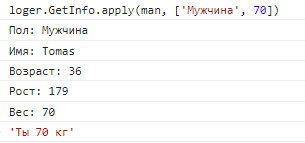 loger.GetInfo.apply(man, ['Мужчина', 70])
Пол: Мужчина
Имя: Tomas
Возраст: 36
Рост: 179
Вес: 70
'Ты 70 кг'